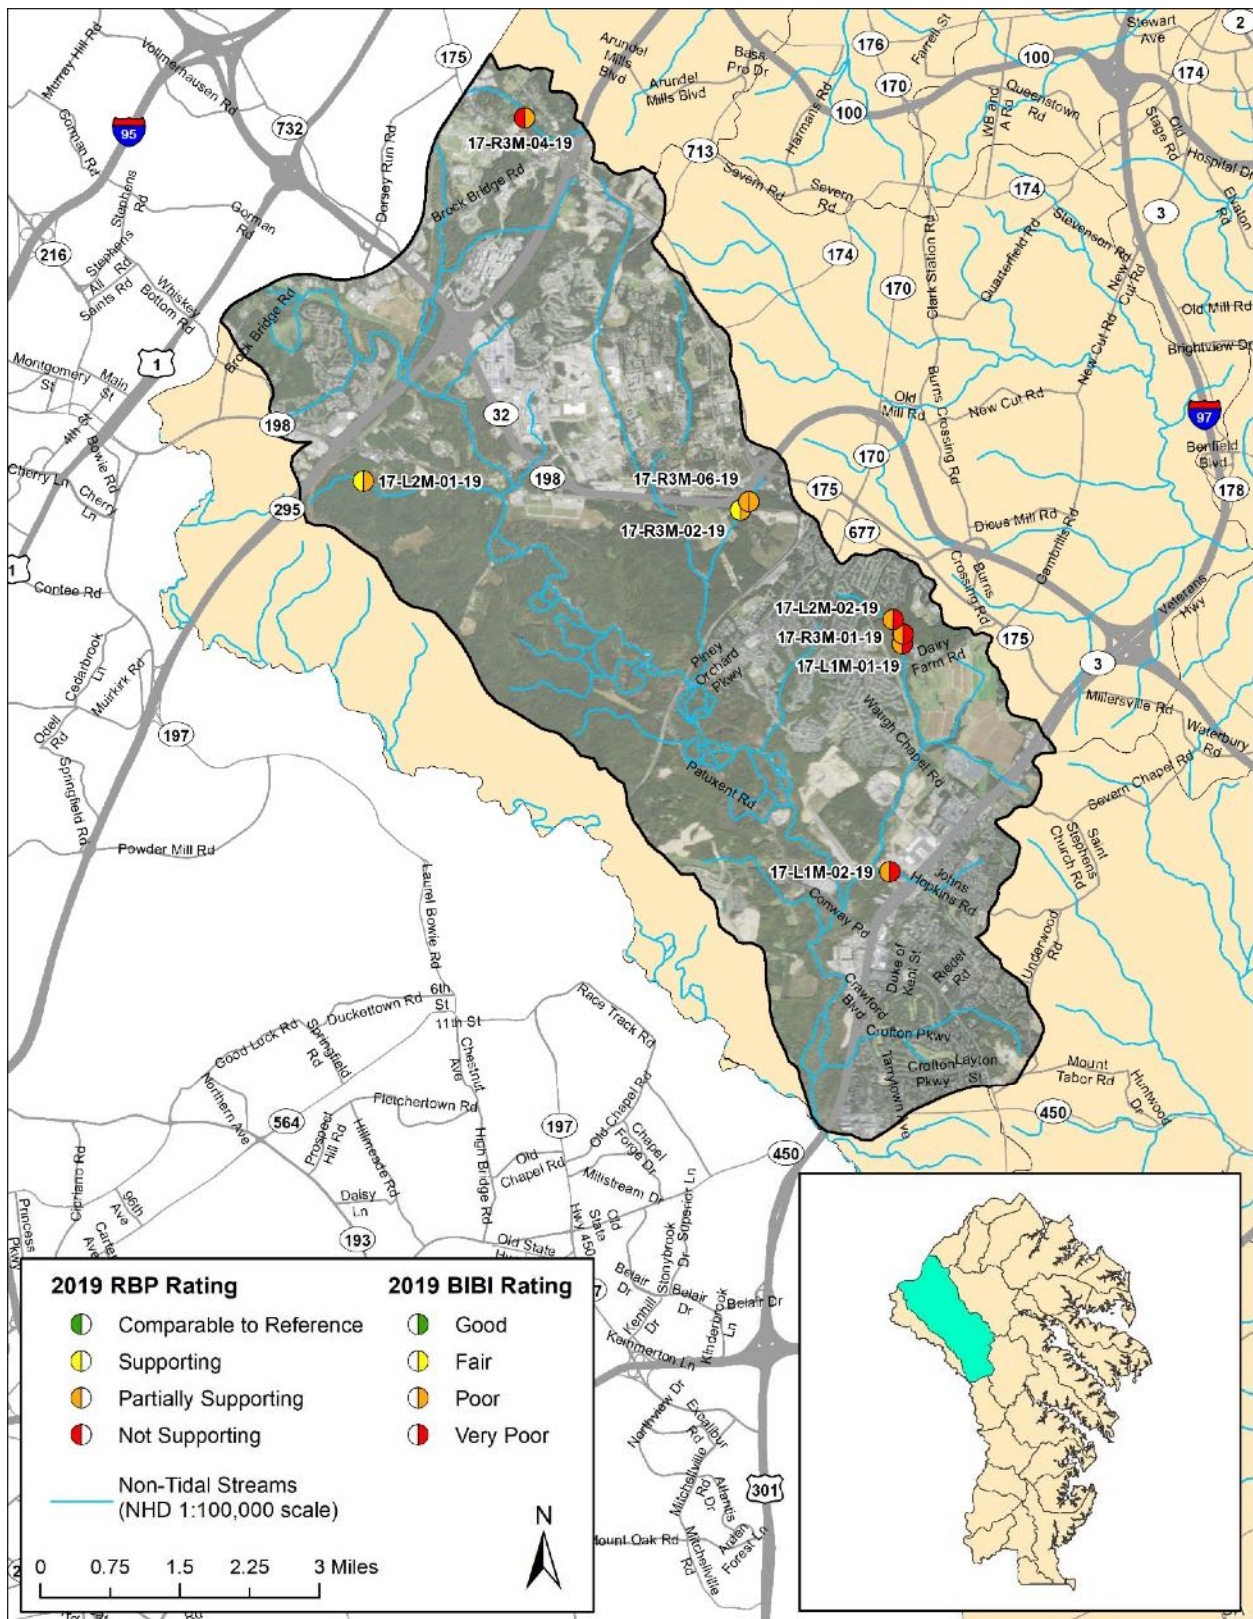 Murray Hill Rd
Vollmerhausen Rd
175
Arundel
Mills
Blvd
Bass
Pro Dr
176
Farrell St
Stewart
Ave
2
100
174
Arundel
Mills Blvd
170
Queenstown
Rd
WB and
A Rd
Harmans Rd
Old
Stage Rd
95
Gorman Rd
732
100
Hospital Dr
17-R3M-04-19
713
Dorsey Run Rd
Severn Rd
Severn
Rd
174
Elvaton
Rd
Stephens
Rd
Brock Bridge Rd
Gorman
Rd
3
Stevenson Rd
216
Stephens
Rd
All
Saints Rd
Whiskey
Bottom Rd
174
Clark Station Rd
Quarterfield Rd
New
Cut Rd
170
Brock Bridge Rd
Old Mill Rd
Brightview Dr
1
Montgomery
St
Main
St
Burns
Crossing Rd
New Cut Rd
Old
Mill Rd
New Cut Rd
32
97
198
4th St
Bowie Rd
Benfield
Blvd
170
Cherry Ln
Cherry
Ln
17-L2M-01-19
198
17-R3M-06-19
175
178
295
17-R3M-02-19
Dicus Mill Rd
677
1
Contee Rd
Burns
Crossing Rd
Gambrills Rd
Veterans
Hwy
17-L2M-02-19
175
17-R3M-01-19
Dairy
Farm Rd
3
17-L1M-01-19
Cedarbrook
Ln
Muirkirk Rd
Piney
Orchard
Pkwy
Millersville Rd
Odell
Rd
197
Waugh Chapel Rd
Waterbury
Rd
Springfield Rd
Patuxent Rd
Severn Chapel Rd
Saint
Stephens
Church Rd
Powder Mill Rd
17-L1M-02-19
Johns
Hopkins Rd
Laurel Bowie Rd
Conway Rd
Duke of
Kent St
Riedel
Rd
Underwood
Rd
6th
St
Race Track Rd
Crawford
Blvd
Duckettown Rd
11th St
Good Luck Rd
Springfield
Rd
Crofton Pkwy
Crofton
Pkwy
Layton
St
Mount
Tabor Rd
Huntwood
Dr
Tarrytown Ave
Northern Ave
Chestnut
Ave
Fletchertown Rd
564
197
Old Chapel Rd
450
Prospect
Hill Rd
Hillmeade Rd
Chapel
Forge Dr
High Bridge Rd
Old
Chapel Rd
450
Cipriano Rd
Millstream Dr
96th
Ave
Daisy
Ln
Princess
Pkwy
Carter
Ave
193
Old State
Old
State
Hwy 450
Superior Ln
Stonybrook
Dr
Belair
Dr
Belair
Dr
Belair Dr
Kenhill
Dr
Kinderbrook
Ln
Kemmerton Ln
2019 RBP Rating
2019 BIBI Rating
Comparable to Reference
Good
Supporting
Fair
Partially Supporting
Poor
Not Supporting
Very Poor
Non-Tidal Streams
(NHD 1:100,000 scale)
N
0 0.75 1.5 2.25 3 Miles
Northview Dr
Excalibur
Rd
Mitchellville
Rd
Atlantis
Dr
301
Arden
Forest Ln
Mount Oak Rd
Mitchellville
Rd